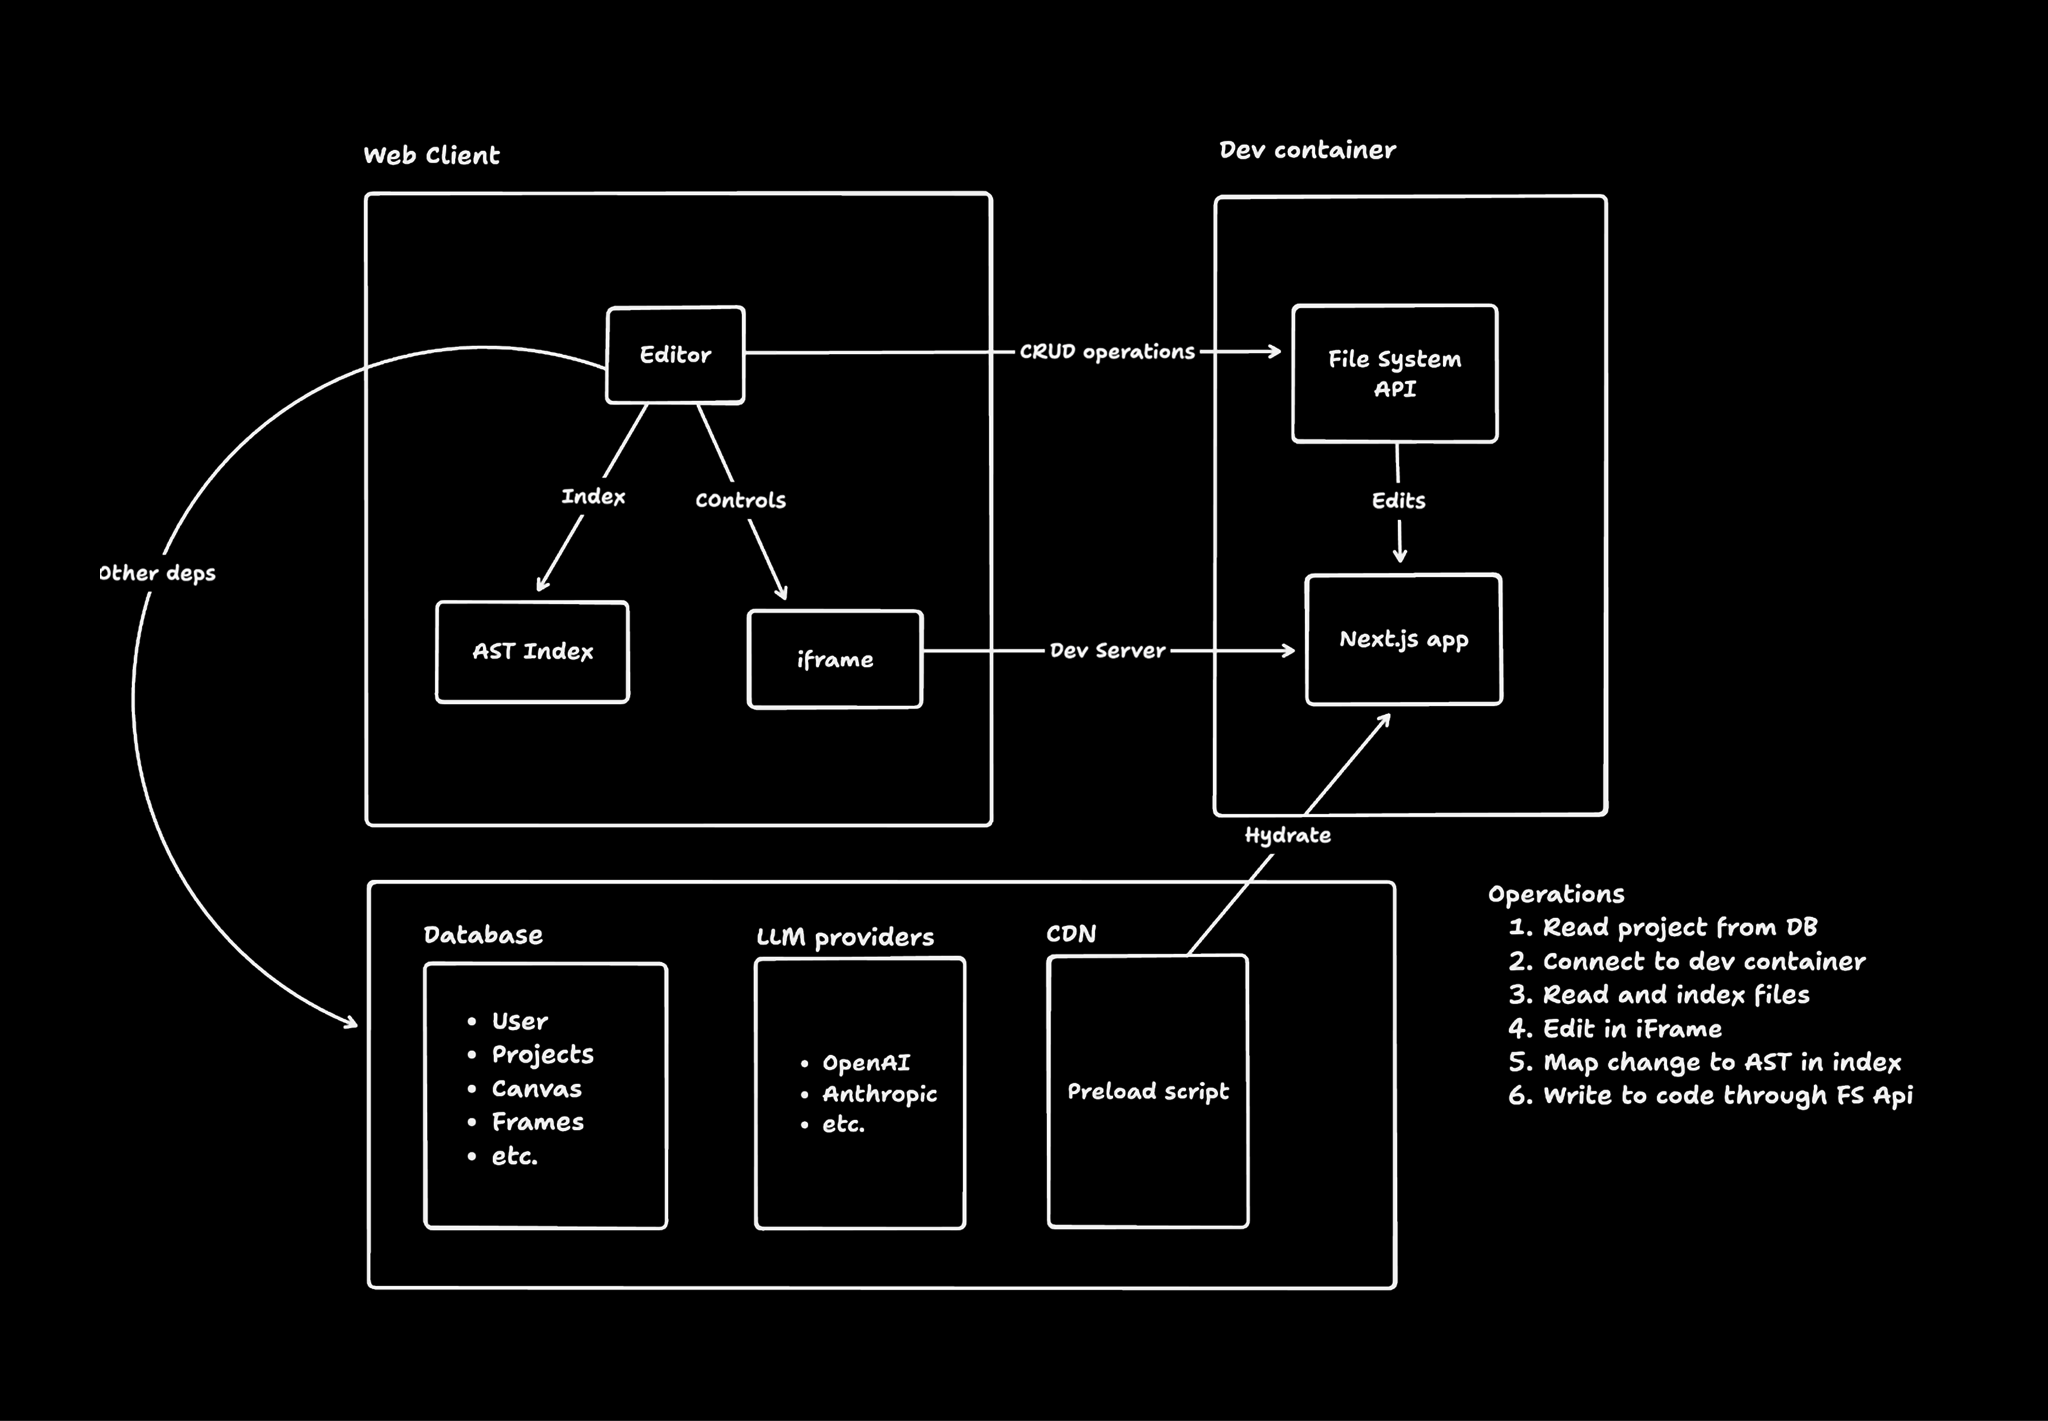 Web Client
Dev container
Editor
CRUD operations
File System
API
Index
COntrols
Edits
Other deps
AST Index
iframe
Dev Server
Next.js app
Hydrate
Database
• User
• Projects
• Canvas
• Frames
• etc.
LLM providers
• OpenAI
• Anthropic
• etc.
CDN
Preload script
Operations
1. Read project from DB
2. Connect to dev container
3. Read and index files
4. Edit in iFrame
5. Map change to AST in index
6. Write to code through FS Api